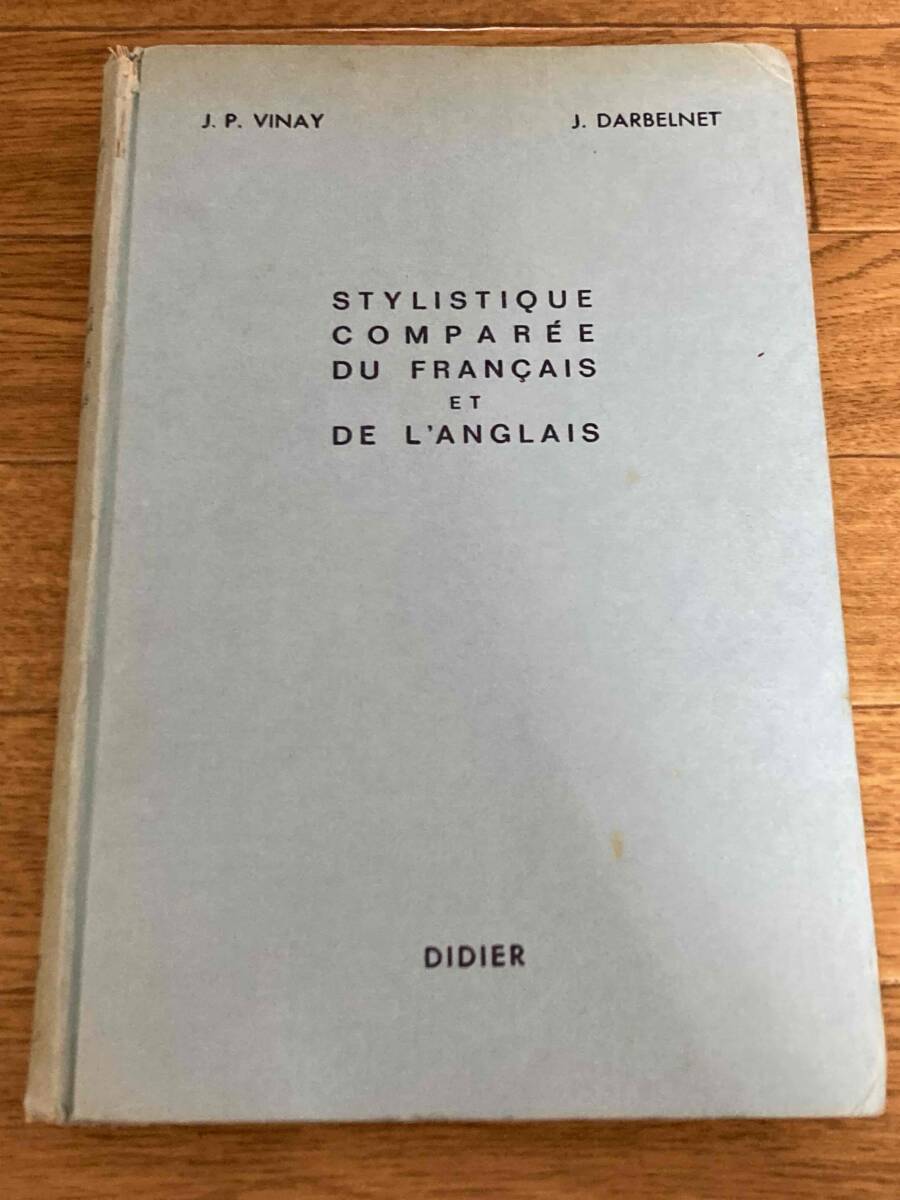 J. P. VINAY J. DARBELNET
STYLISTIQUE
COMPARÉE
DU FRANÇAIS
ET
DE L'ANGLAIS
DIDIER